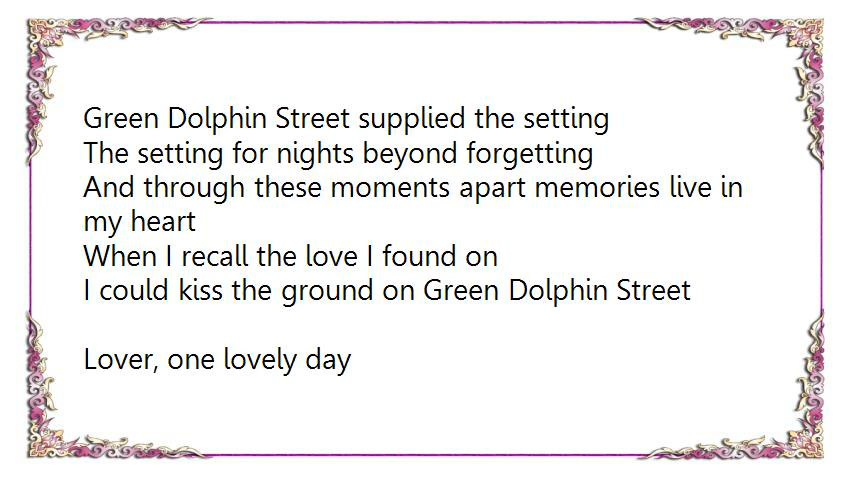 Green Dolphin Street supplied the setting
The setting for nights beyond forgetting
And through these moments apart memories live in
my heart
When I recall the love I found on
I could kiss the ground on Green Dolphin Street
Lover, one lovely day